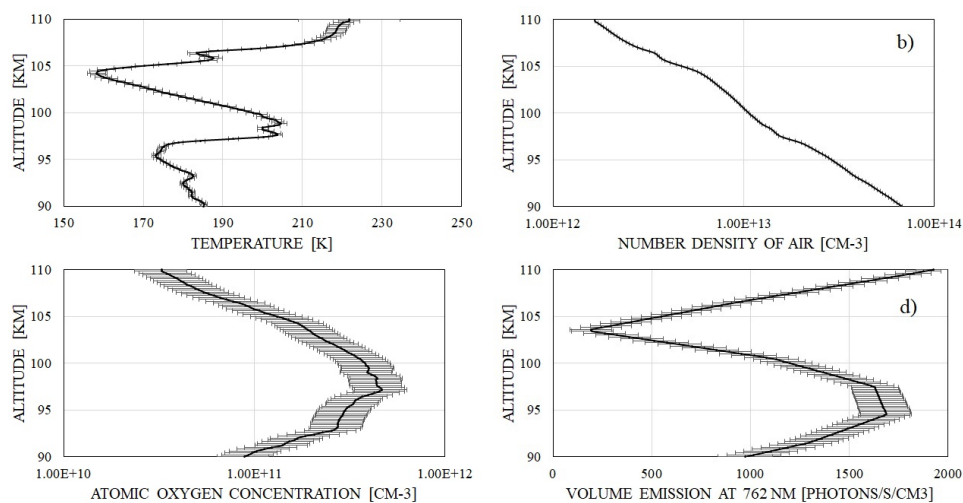 110
105
100
95
90
ALTITUDE [KM]
150 170 190 210 230 250
TEMPERATURE [K]
110
105
100
95
90
ALTITUDE [KM]
b)
1.00E+12 1.00E+13 1.00E+14
NUMBER DENSITY OF AIR [CM-3]
110
105
100
95
90
ALTITUDE [KM]
1.00E+10 1.00E+11 1.00E+12
ATOMIC OXYGEN CONCENTRATION [CM-3]
110
105
100
95
90
ALTITUDE [KM]
d)
0 500 1000 1500 2000
VOLUME EMISSION AT 762 NM [PHOTONS/S/CM3]